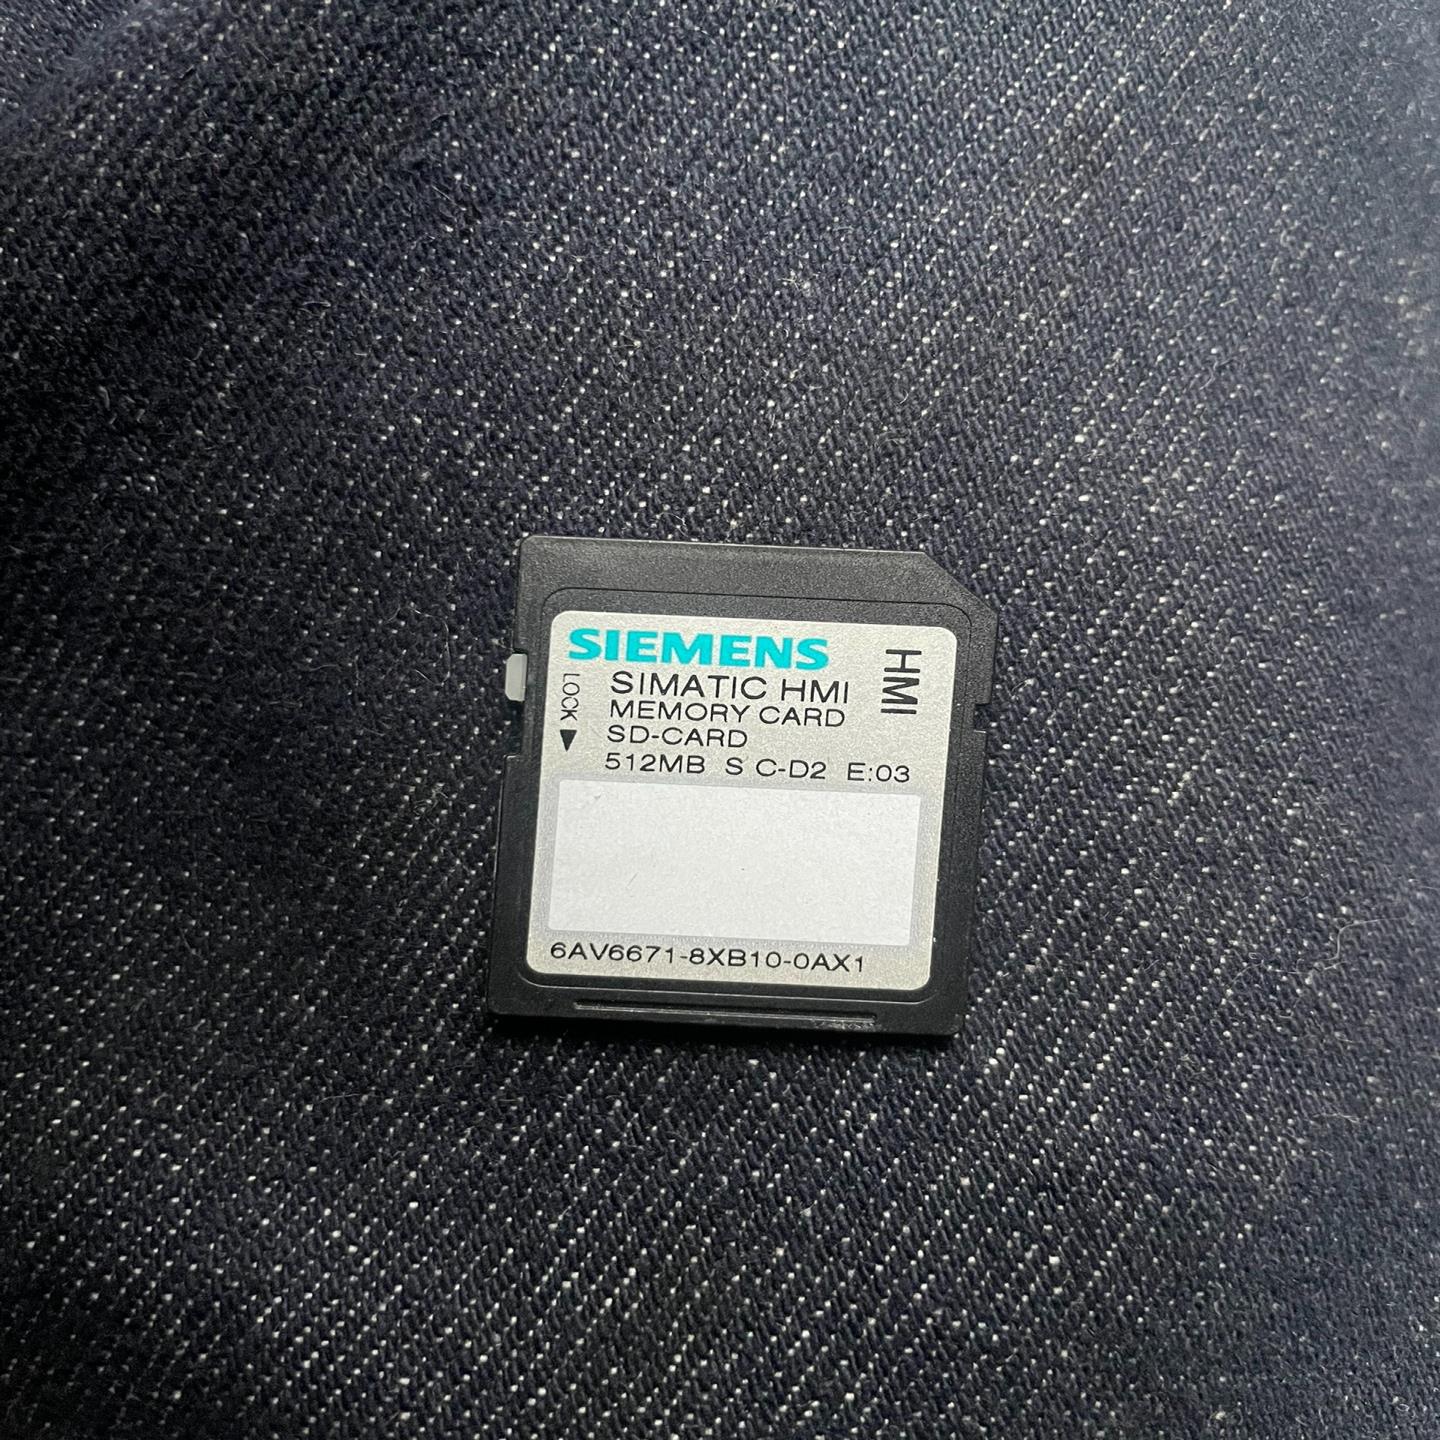 SIEMENS
SIMATIC HMI
MEMORY CARD
SD-CARD
512MB S C-D2 E:03
HMI
LOCK
6AV6671-8XB10-0AX1